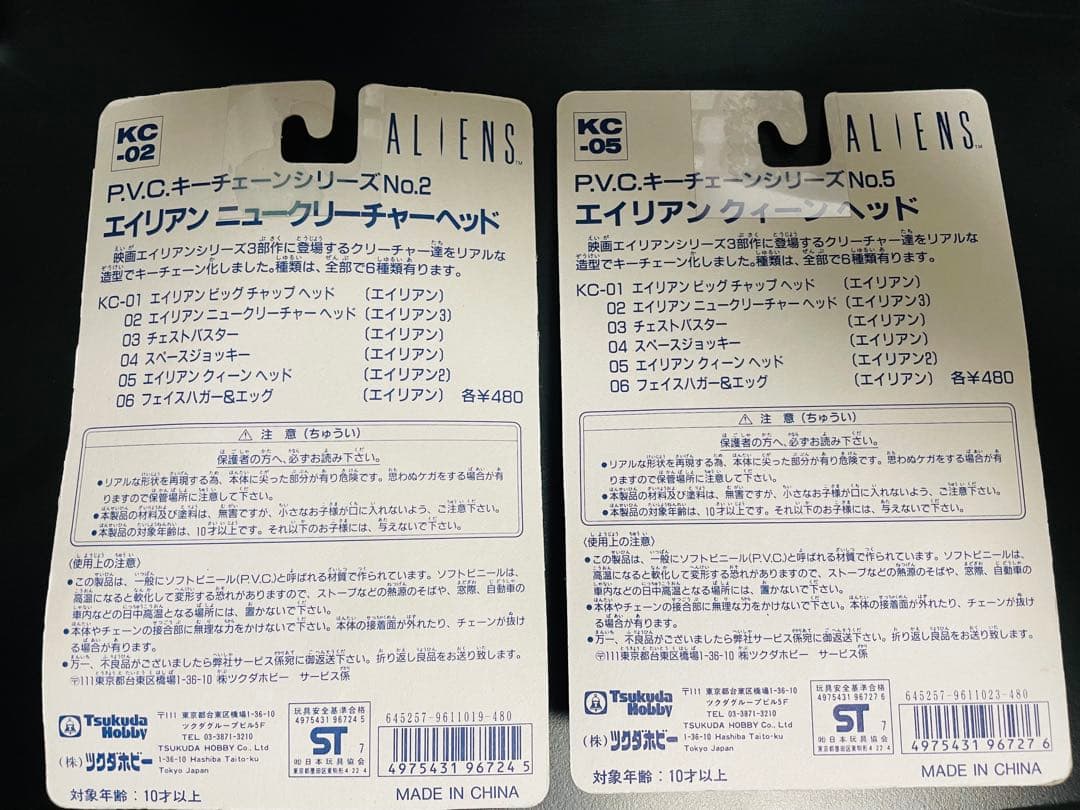 KC
-02
ALIENS™
P.V.C.キーチェーンシリーズNo.2
エイリアン ニュークリーチャーヘッド
映画エイリアンシリーズ3部作に登場するクリーチャー達をリアルな
造型でキーチェーン化しました。種類は、全部で6種類有ります。
KC-01 エイリアン ビッグ チャップ ヘッド (エイリアン)
02 エイリアン ニュークリーチャー ヘッド (エイリアン3)
03 チェストバスター (エイリアン)
04 スペースジョッキー (エイリアン)
05 エイリアン クィーン ヘッド (エイリアン2)
06 フェイスハガー&エッグ (エイリアン) 各¥480
⚠ 注 意 (ちゅうい)
保護者の方へ、必ずお読み下さい。
●リアルな形状を再現する為、本体に尖った部分が有り危険です。思わぬケガをする場合が有
りますので保管場所に注意して下さい。
●本製品の材料及び塗料は、無害ですが、小さなお子様が口に入れないよう、ご注意下さい。
●本製品の対象年齢は、10才以上です。それ以下のお子様には、与えないで下さい。
〈使用上の注意〉
●この製品は、一般にソフトビニール(P.V.C.)と呼ばれる材質で作られています。ソフトビニールは、
高温になると軟化して変形する恐れがありますので、ストーブなどの熱源のそばや、窓際、自動車の
車内などの日中高温となる場所には、置かないで下さい。
●本体やチェーンの接合部に無理な力をかけないで下さい。本体の接着面が外れたり、チェーンが抜け
る場合が有ります。
●万一、不良品がございましたら弊社サービス係宛に御返送下さい。折り返し良品をお送り致します。
〒111東京都台東区橋場1-36-10 ㈱ツクダホビー サービス係
Tsukuda
Hobby
(株)ツクダホビー
〒111 東京都台東区橋場1-36-10
ツクダグループビル5F
TEL 03-3871-3210
TSUKUDA HOBBY Co., Ltd
1-36-10 Hashiba Taito-ku
Tokyo Japan
玩具安全基準合格
4975431 96724 5
ST 7
㈳日本玩具協会
東京都墨田区東駒形4-22-4
645257-9611019-480
4 975431 967245
対象年齢:10才以上
MADE IN CHINA
KC
-05
ALIENS™
P.V.C.キーチェーンシリーズNo.5
エイリアン クィーン ヘッド
映画エイリアンシリーズ3部作に登場するクリーチャー達をリアルな
造型でキーチェーン化しました。種類は、全部で6種類有ります。
KC-01 エイリアン ビッグ チャップ ヘッド (エイリアン)
02 エイリアン ニュークリーチャー ヘッド (エイリアン3)
03 チェストバスター (エイリアン)
04 スペースジョッキー (エイリアン)
05 エイリアン クィーン ヘッド (エイリアン2)
06 フェイスハガー&エッグ (エイリアン) 各¥480
⚠ 注 意 (ちゅうい)
保護者の方へ、必ずお読み下さい。
●リアルな形状を再現する為、本体に尖った部分が有り危険です。思わぬケガをする場合が有
りますので保管場所に注意して下さい。
●本製品の材料及び塗料は、無害ですが、小さなお子様が口に入れないよう、ご注意下さい。
●本製品の対象年齢は、10才以上です。それ以下のお子様には、与えないで下さい。
〈使用上の注意〉
●この製品は、一般にソフトビニール(P.V.C.)と呼ばれる材質で作られています。ソフトビニールは、
高温になると軟化して変形する恐れがありますので、ストーブなどの熱源のそばや、窓際、自動車の
車内などの日中高温となる場所には、置かないで下さい。
●本体やチェーンの接合部に無理な力をかけないで下さい。本体の接着面が外れたり、チェーンが抜け
る場合が有ります。
●万一、不良品がございましたら弊社サービス係宛に御返送下さい。折り返し良品をお送り致します。
〒111東京都台東区橋場1-36-10 ㈱ツクダホビー サービス係
Tsukuda
Hobby
(株)ツクダホビー
〒111 東京都台東区橋場1-36-10
ツクダグループビル5F
TEL 03-3871-3210
TSUKUDA HOBBY Co., Ltd
1-36-10 Hashiba Taito-ku
Tokyo Japan
玩具安全基準合格
4975431 96727 6
ST 7
㈳日本玩具協会
東京都墨田区東駒形4-22-4
645257-9611023-480
4 975431 967276
対象年齢:10才以上
MADE IN CHINA